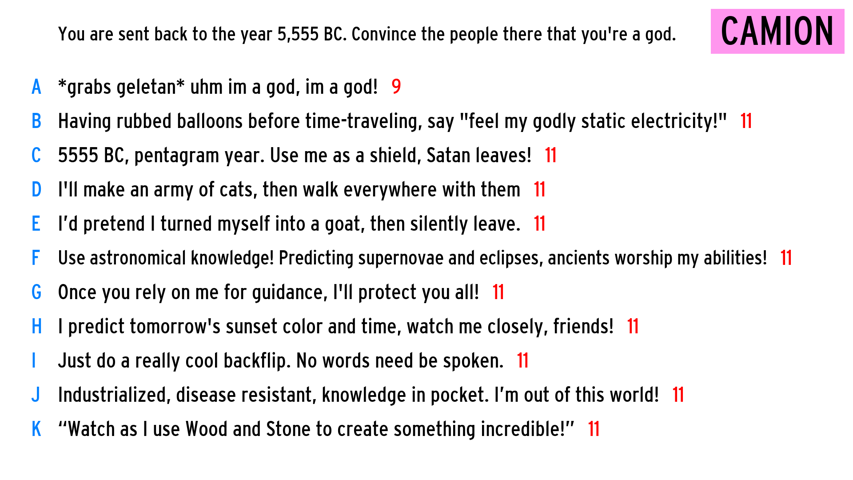 You are sent back to the year 5,555 BC. Convince the people there that you're a god.
CAMION
A *grabs geletan* uhm im a god, im a god! 9
B Having rubbed balloons before time-traveling, say "feel my godly static electricity!" 11
C 5555 BC, pentagram year. Use me as a shield, Satan leaves! 11
D I'll make an army of cats, then walk everywhere with them 11
E I’d pretend I turned myself into a goat, then silently leave. 11
F Use astronomical knowledge! Predicting supernovae and eclipses, ancients worship my abilities! 11
G Once you rely on me for guidance, I'll protect you all! 11
H I predict tomorrow's sunset color and time, watch me closely, friends! 11
I Just do a really cool backflip. No words need be spoken. 11
J Industrialized, disease resistant, knowledge in pocket. I’m out of this world! 11
K “Watch as I use Wood and Stone to create something incredible!” 11